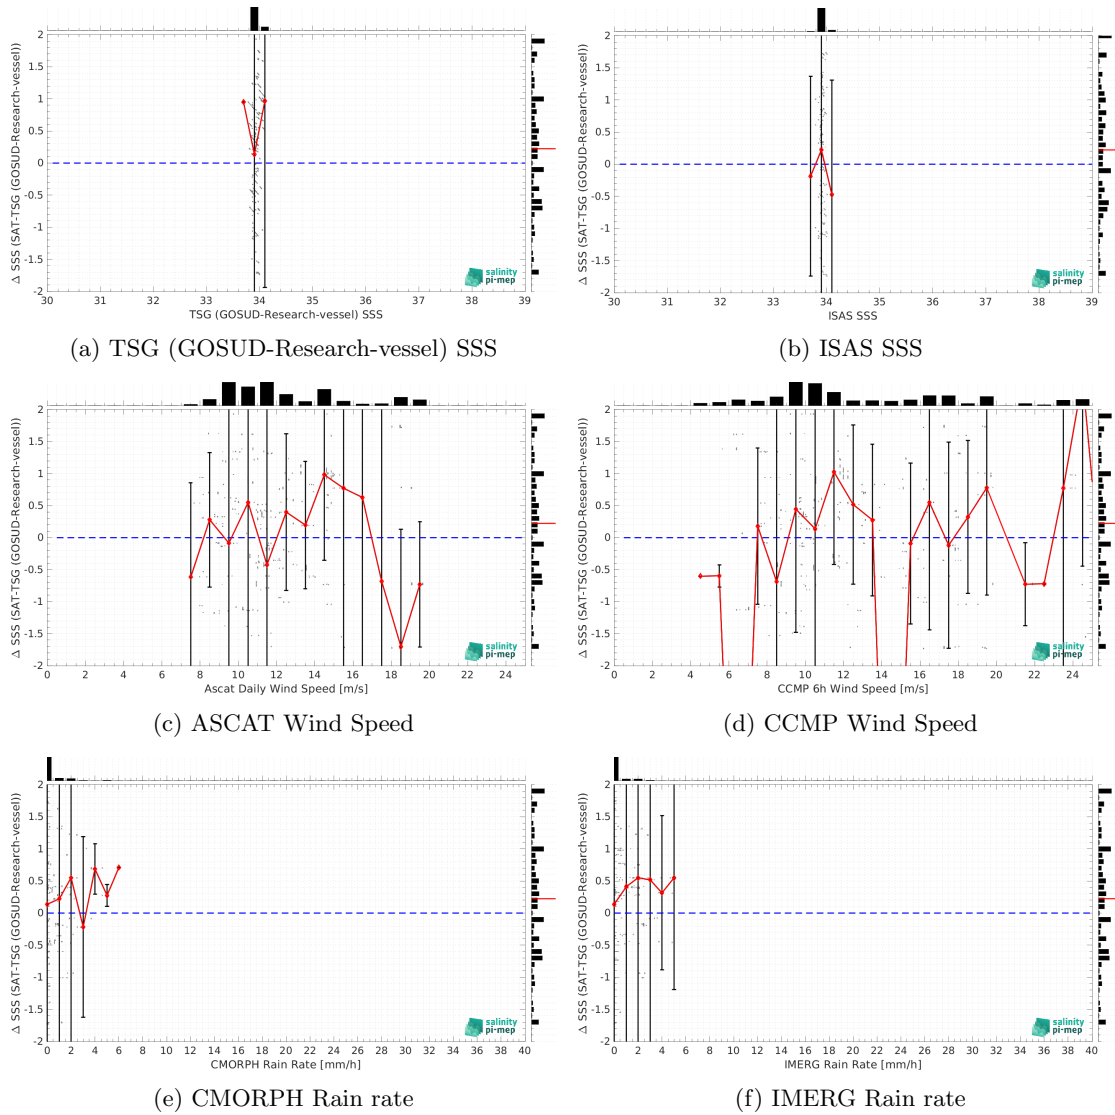 Δ SSS (SAT-TSG (GOSUD-Research-vessel))
2
1.5
1
0.5
0
-0.5
-1
-1.5
-2
30 31 32 33 34 35 36 37 38 39
TSG (GOSUD-Research-vessel) SSS
salinity
pi-mep
(a) TSG (GOSUD-Research-vessel) SSS
Δ SSS (SAT-TSG (GOSUD-Research-vessel))
2
1.5
1
0.5
0
-0.5
-1
-1.5
-2
30 31 32 33 34 35 36 37 38 39
ISAS SSS
salinity
pi-mep
(b) ISAS SSS
Δ SSS (SAT-TSG (GOSUD-Research-vessel))
2
1.5
1
0.5
0
-0.5
-1
-1.5
-2
0 2 4 6 8 10 12 14 16 18 20 22 24
Ascat Daily Wind Speed [m/s]
salinity
pi-mep
(c) ASCAT Wind Speed
Δ SSS (SAT-TSG (GOSUD-Research-vessel))
2
1.5
1
0.5
0
-0.5
-1
-1.5
-2
0 2 4 6 8 10 12 14 16 18 20 22 24
CCMP 6h Wind Speed [m/s]
salinity
pi-mep
(d) CCMP Wind Speed
Δ SSS (SAT-TSG (GOSUD-Research-vessel))
2
1.5
1
0.5
0
-0.5
-1
-1.5
-2
0 2 4 6 8 10 12 14 16 18 20 22 24 26 28 30 32 34 36 38 40
CMORPH Rain Rate [mm/h]
salinity
pi-mep
(e) CMORPH Rain rate
Δ SSS (SAT-TSG (GOSUD-Research-vessel))
2
1.5
1
0.5
0
-0.5
-1
-1.5
-2
0 2 4 6 8 10 12 14 16 18 20 22 24 26 28 30 32 34 36 38 40
IMERG Rain Rate [mm/h]
salinity
pi-mep
(f) IMERG Rain rate